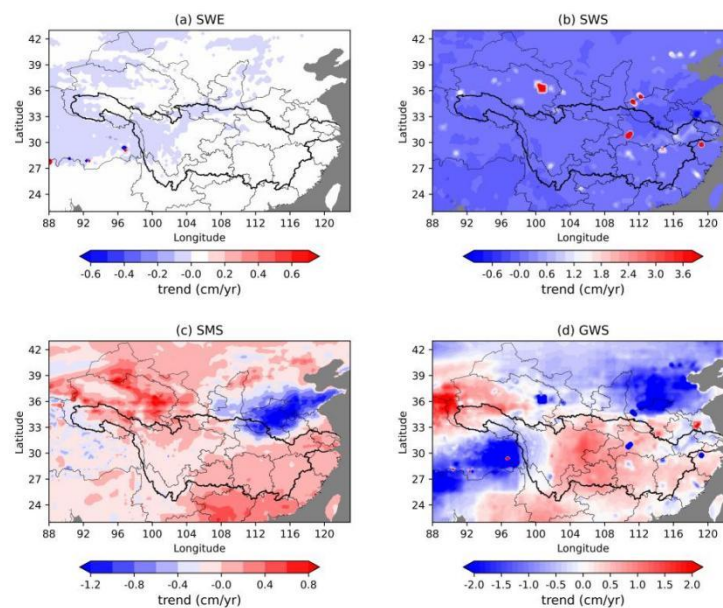 (a) SWE
(b) SWS
42
39
36
33
30
27
24
Latitude
88 92 96 100 104 108 112 116 120
Longitude
42
39
36
33
30
27
24
Latitude
88 92 96 100 104 108 112 116 120
Longitude
-0.6 -0.4 -0.2 -0.0 0.2 0.4 0.6
trend (cm/yr)
-0.6 -0.0 0.6 1.2 1.8 2.4 3.0 3.6
trend (cm/yr)
(c) SMS
(d) GWS
42
39
36
33
30
27
24
Latitude
88 92 96 100 104 108 112 116 120
Longitude
42
39
36
33
30
27
24
Latitude
88 92 96 100 104 108 112 116 120
Longitude
-1.2 -0.8 -0.4 -0.0 0.4 0.8
trend (cm/yr)
-2.0 -1.5 -1.0 -0.5 0.0 0.5 1.0 1.5 2.0
trend (cm/yr)